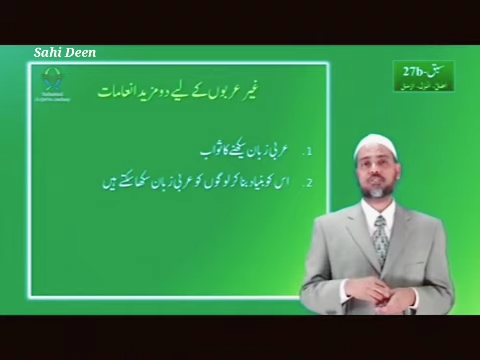 Sahi Deen
سبق-27b
غیر عربوں کے لیے دو مزید انعامات
1. عربی زبان سیکھنے کا ثواب
2. اس کو بنیاد بنا کر لوگوں کو عربی زبان سکھا سکتے ہیں